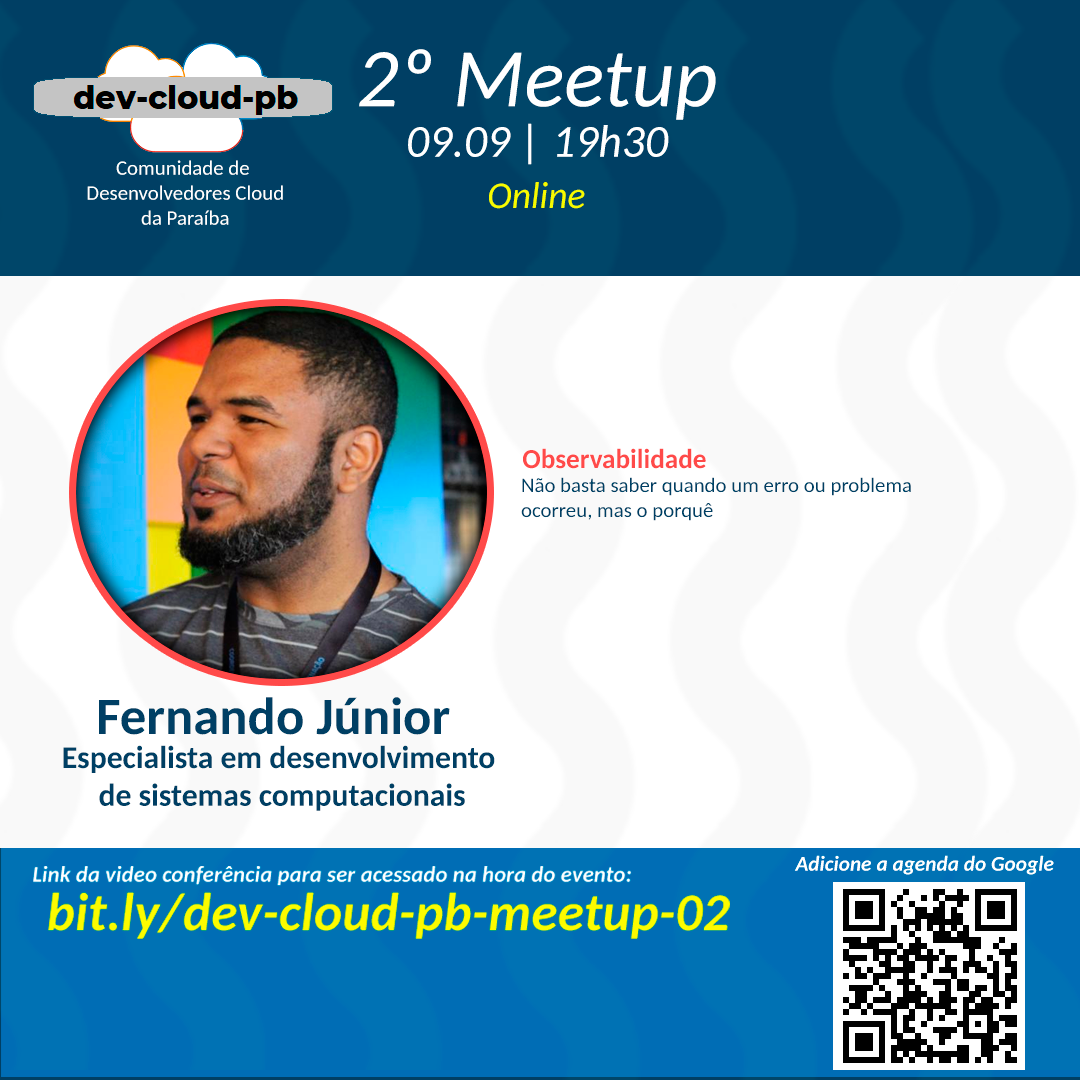 dev-cloud-pb
Comunidade de
Desenvolvedores Cloud
da Paraíba
2º Meetup
09.09 | 19h30
Online
Observabilidade
Não basta saber quando um erro ou problema
ocorreu, mas o porquê
Fernando Júnior
Especialista em desenvolvimento
de sistemas computacionais
Link da video conferência para ser acessado na hora do evento:
bit.ly/dev-cloud-pb-meetup-02
Adicione a agenda do Google